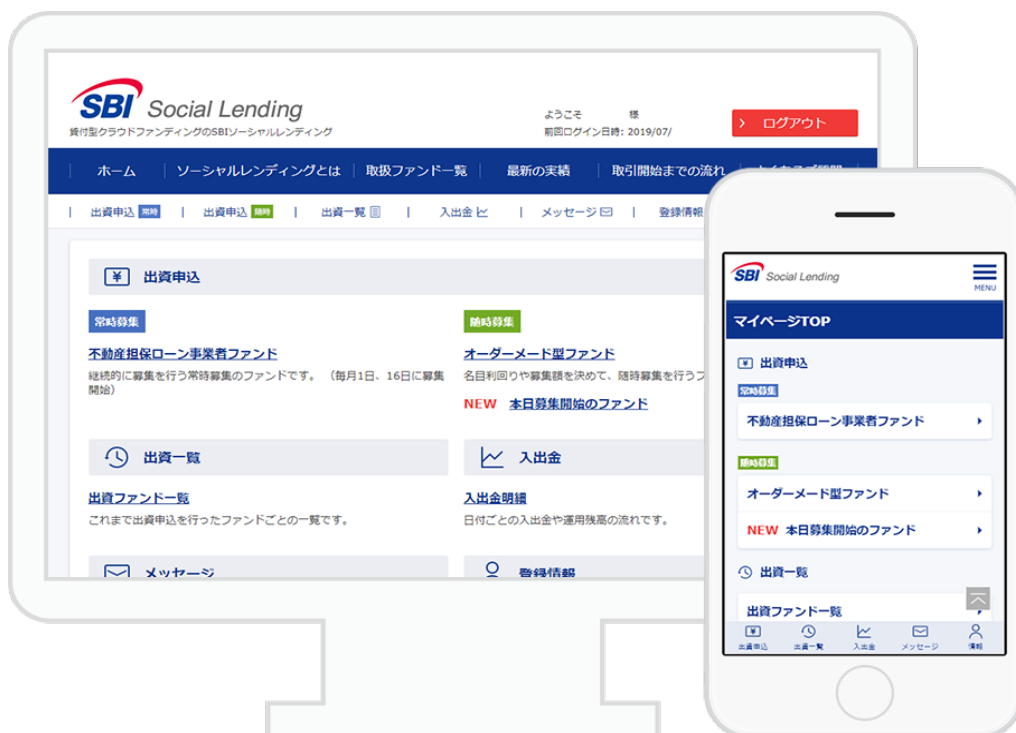 SBI Social Lending
貸付型クラウドファンディングのSBIソーシャルレンディング
ようこそ 様
前回ログイン日時: 2019/07/
ログアウト
ホーム
ソーシャルレンディングとは
取扱ファンド一覧
最新の実績
取引開始までの流れ
出資申込 常時
出資申込 随時
出資一覧
入出金
メッセージ
登録情報
出資申込
常時募集
不動産担保ローン事業者ファンド
継続的に募集を行う常時募集のファンドです。 (毎月1日、16日に募集
開始)
随時募集
オーダーメード型ファンド
名目利回りや募集額を決めて、随時募集を行うフ
NEW 本日募集開始のファンド
出資一覧
出資ファンド一覧
これまで出資申込を行ったファンドごとの一覧です。
入出金
入出金明細
日付ごとの入出金や運用残高の流れです。
メッセージ
登録情報
SBI Social Lending
MENU
マイページTOP
出資申込
常時募集
不動産担保ローン事業者ファンド
随時募集
オーダーメード型ファンド
NEW 本日募集開始のファンド
出資一覧
出資ファンド一覧
出資申込
出資一覧
入出金
メッセージ
情報